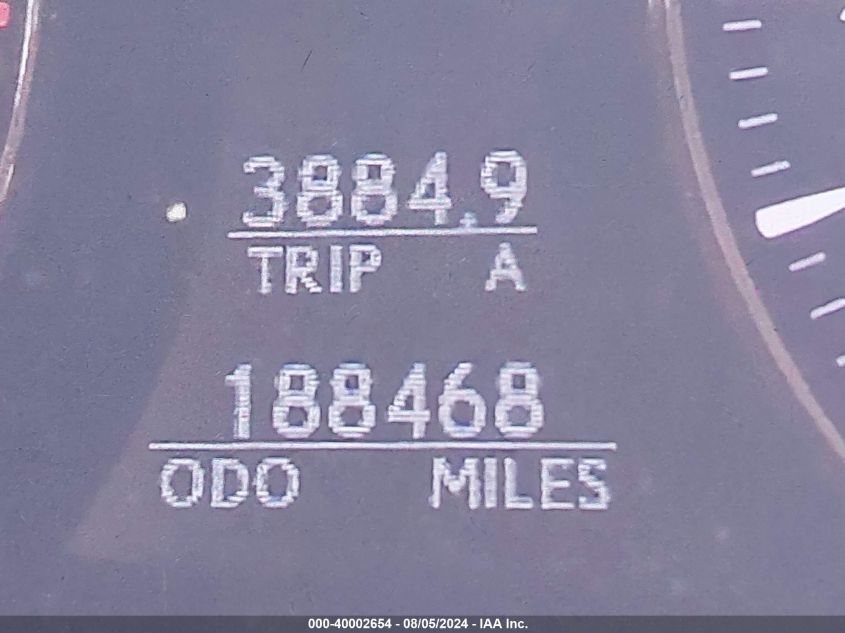 3884.9
TRIP A
188468
ODO MILES
000-40002654 - 08/05/2024 - IAA Inc.